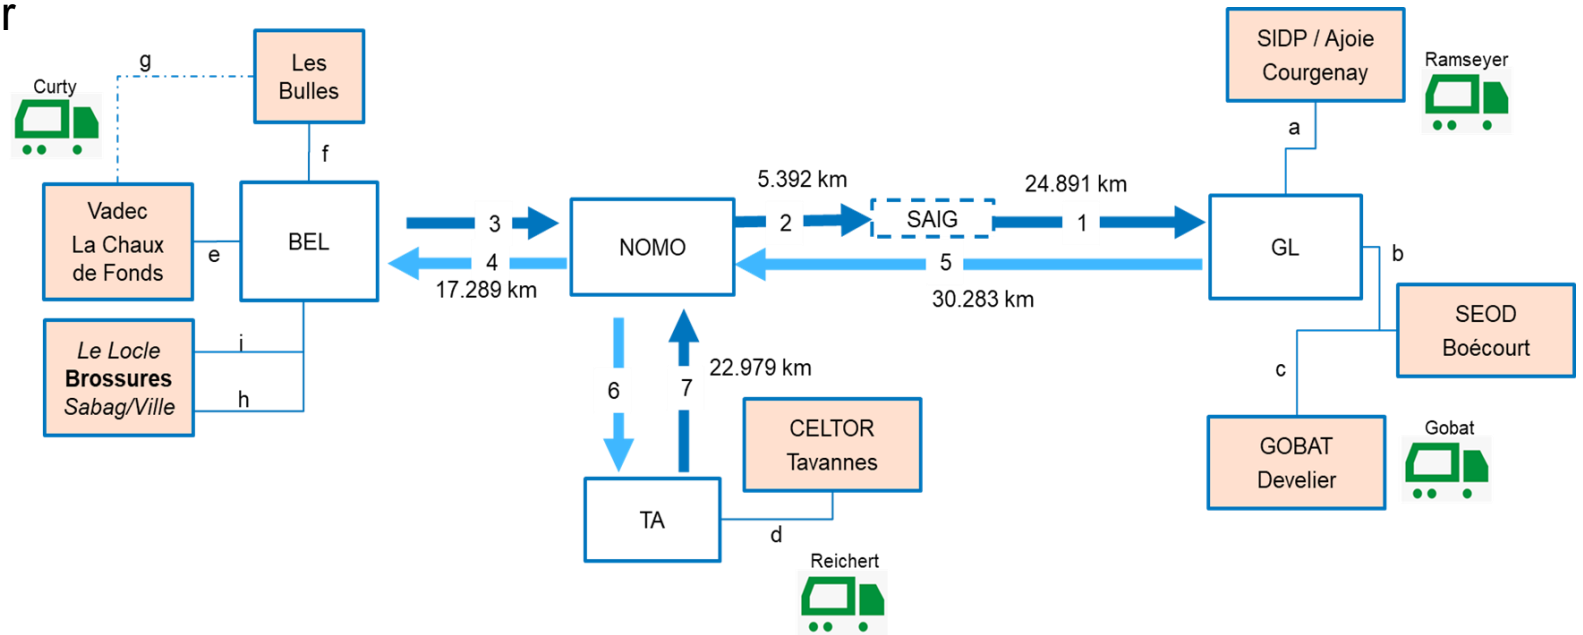 r
g
Curty
Les
Bulles
f
Vadec
La Chaux
de Fonds
e
BEL
Le Locle
Brossures
Sabag/Ville
i
h
3
4
17.289 km
NOMO
5.392 km
2
SAIG
24.891 km
1
5
30.283 km
6
7
22.979 km
TA
d
CELTOR
Tavannes
Reichert
SIDP / Ajoie
Courgenay
Ramseyer
a
GL
b
SEOD
Boécourt
c
GOBAT
Develier
Gobat